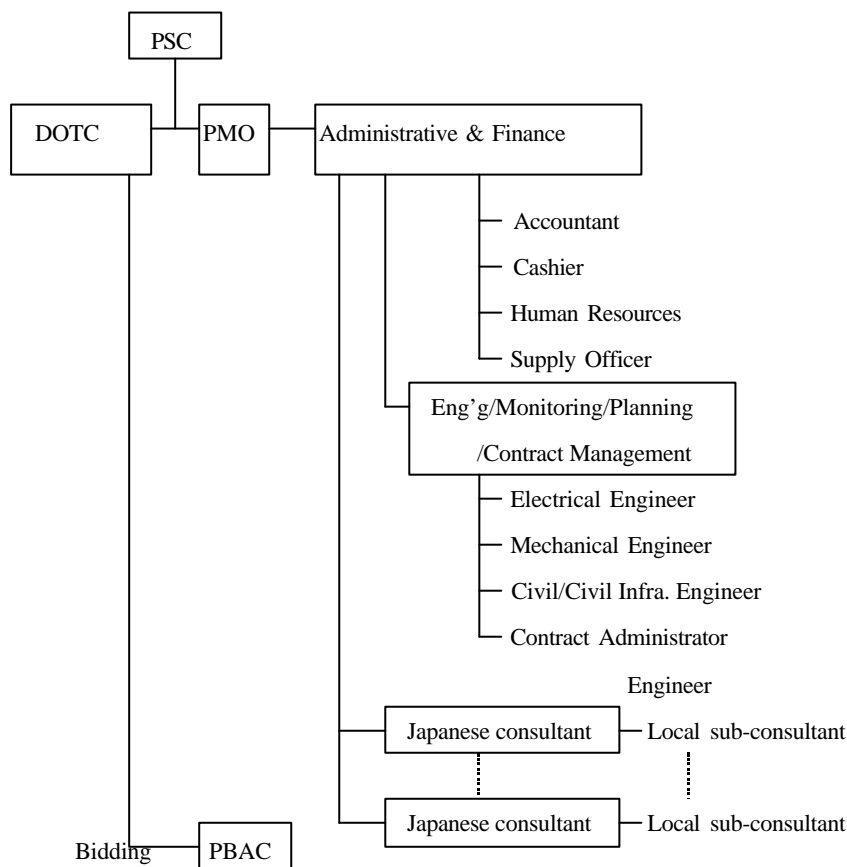 PSC
DOTC
PMO
Administrative & Finance
Accountant
Cashier
Human Resources
Supply Officer
Eng’g/Monitoring/Planning
/Contract Management
Electrical Engineer
Mechanical Engineer
Civil/Civil Infra. Engineer
Contract Administrator
Engineer
Japanese consultant
Local sub-consultant
Japanese consultant
Local sub-consultant
Bidding
PBAC